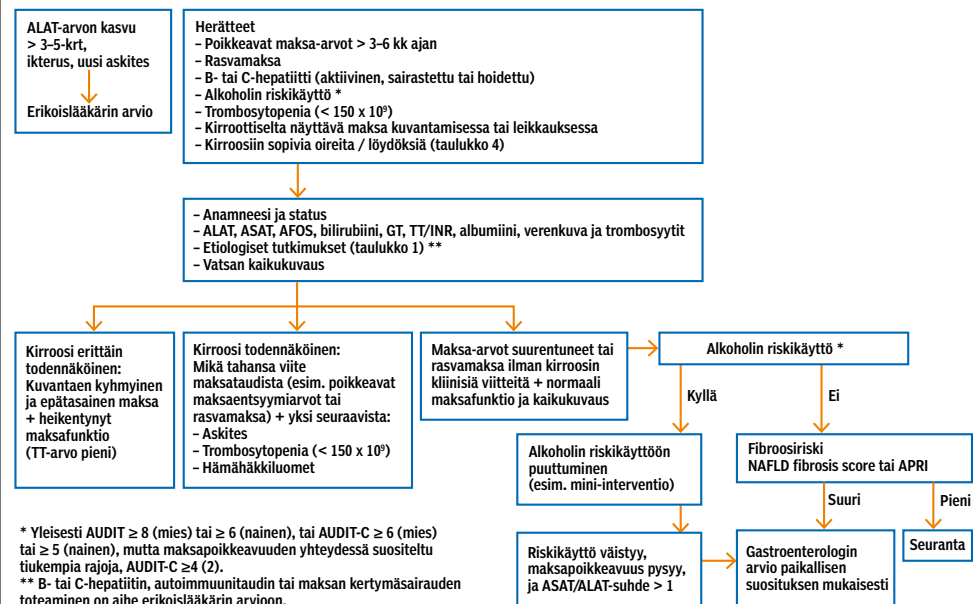 ALAT-arvon kasvu
> 3–5-krt,
ikterus, uusi askites
Erikoislääkärin arvio
Herätteet
– Poikkeavat maksa-arvot > 3–6 kk ajan
– Rasvamaksa
– B- tai C-hepatiitti (aktiivinen, sairastettu tai hoidettu)
– Alkoholin riskikäyttö *
– Trombosytopenia (< 150 x 10⁹)
– Kirroottiselta näyttävä maksa kuvantamisessa tai leikkauksessa
– Kirroosiin sopivia oireita / löydöksiä (taulukko 4)
– Anamneesi ja status
– ALAT, ASAT, AFOS, bilirubiini, GT, TT/INR, albumiini, verenkuva ja trombosyytit
– Etiologiset tutkimukset (taulukko 1) **
– Vatsan kaikukuvaus
Kirroosi erittäin
todennäköinen:
Kuvantaen kyhmyinen
ja epätasainen maksa
+ heikentynyt
maksafunktio
(TT-arvo pieni)
Kirroosi todennäköinen:
Mikä tahansa viite
maksataudista (esim. poikkeavat
maksaentsyymiarvot tai
rasvamaksa) + yksi seuraavista:
– Askites
– Trombosytopenia (< 150 x 10⁹)
– Hämähäkkiluomet
Maksa-arvot suurentuneet tai
rasvamaksa ilman kirroosin
kliinisiä viitteitä + normaali
maksafunktio ja kaikukuvaus
Alkoholin riskikäyttö *
Kyllä
Ei
Alkoholin riskikäyttöön
puuttuminen
(esim. mini-interventio)
Fibroosiriski
NAFLD fibrosis score tai APRI
Suuri
Pieni
Riskikäyttö väistyy,
maksapoikkeavuus pysyy,
ja ASAT/ALAT-suhde > 1
Gastroenterologin
arvio paikallisen
suosituksen mukaisesti
Seuranta
* Yleisesti AUDIT ≥ 8 (mies) tai ≥ 6 (nainen), tai AUDIT-C ≥ 6 (mies)
tai ≥ 5 (nainen), mutta maksapoikkeavuuden yhteydessä suositeltu
tiukempia rajoja, AUDIT-C ≥4 (2).
** B- tai C-hepatiitin, autoimmuunitaudin tai maksan kertymäsairauden
toteaminen on aihe erikoislääkärin arvioon.